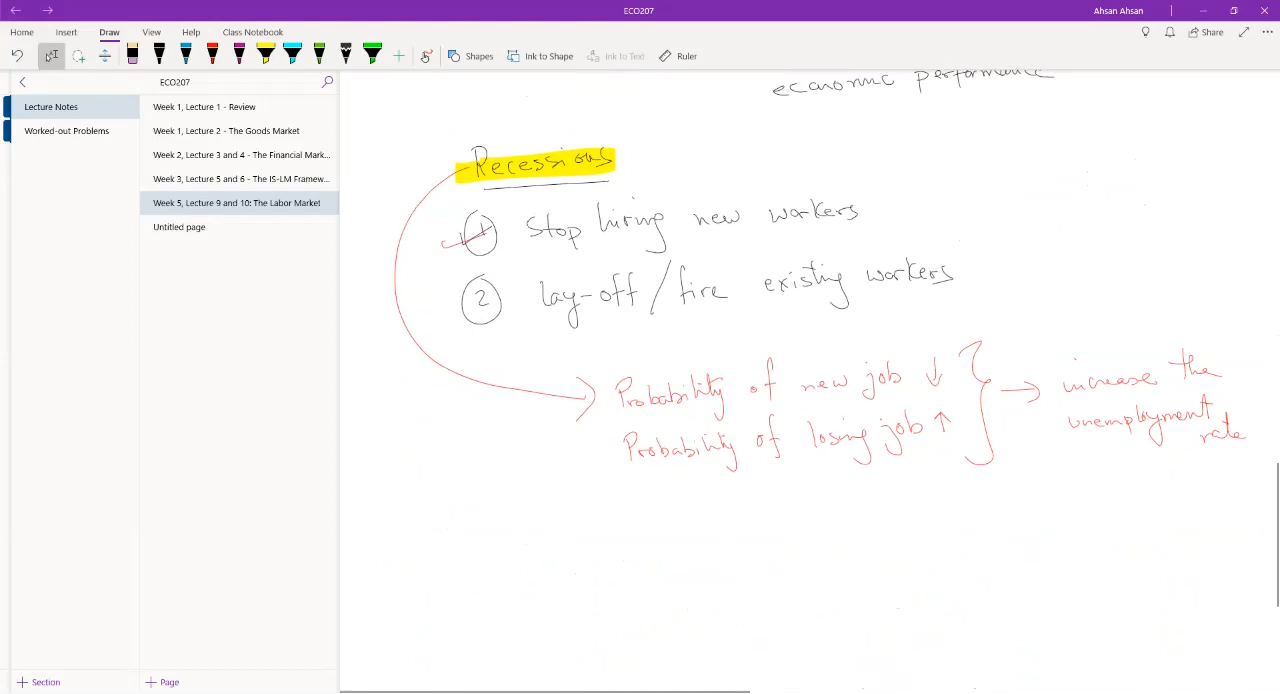 ECO207
Ahsan Ahsan
Home Insert Draw View Help Class Notebook
Share
Shapes Ink to Shape Ink to Text Ruler
ECO207
Lecture Notes
Worked-out Problems
Week 1, Lecture 1 - Review
Week 1, Lecture 2 - The Goods Market
Week 2, Lecture 3 and 4 - The Financial Mark...
Week 3, Lecture 5 and 6 - The IS-LM Framew...
Week 5, Lecture 9 and 10: The Labor Market
Untitled page
+ Section
+ Page
economic performance
Recessions
1 Stop hiring new workers
2 lay-off / fire existing workers
Probability of new job ↓
Probability of losing job ↑
→ increase the
unemployment
rate